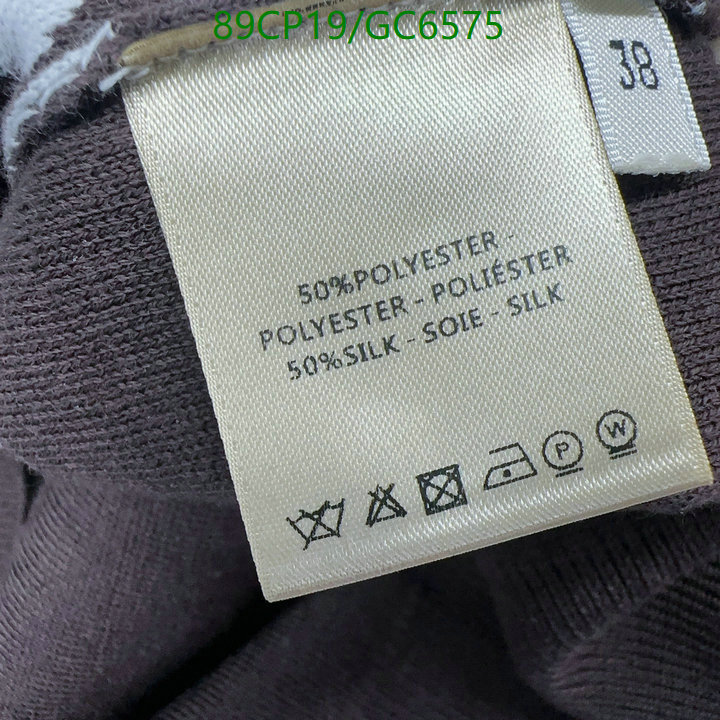 89CP19/GC6575
38
50%POLYESTER -
POLYESTER - POLIÉSTER
50%SILK - SOIE - SILK
P
W